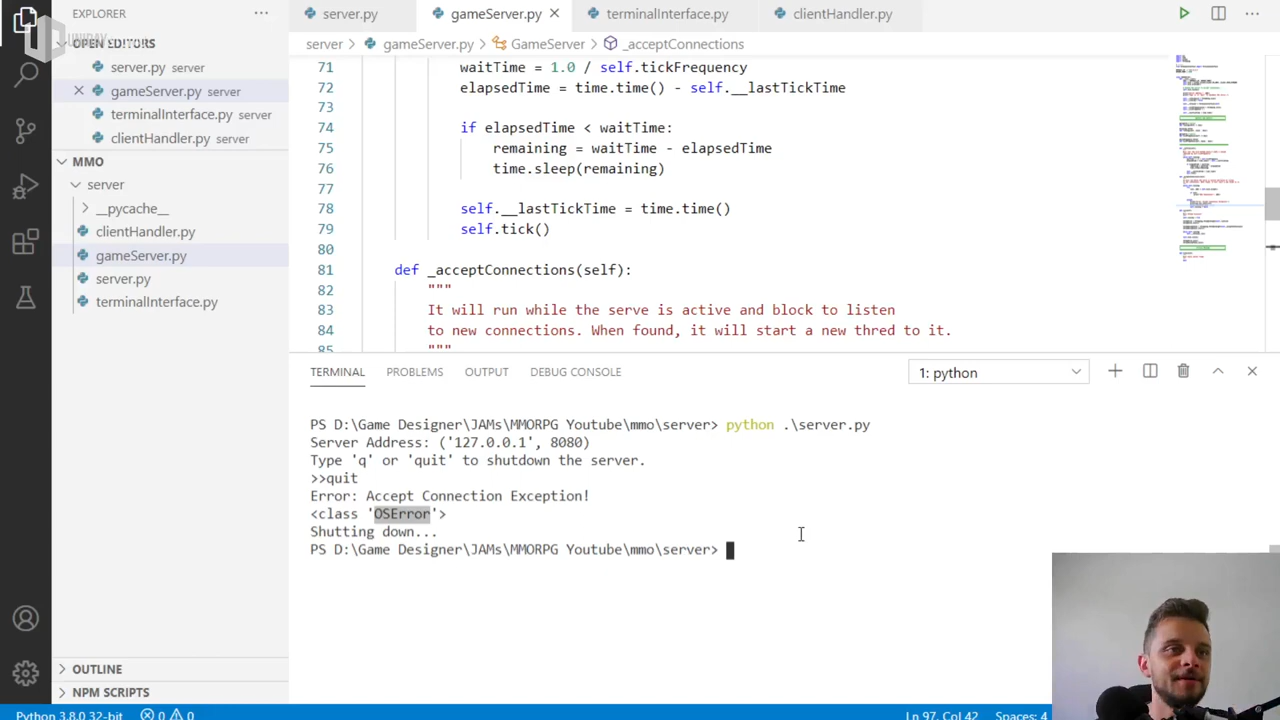 EXPLORER
server.py
gameServer.py
terminalInterface.py
clientHandler.py
OPEN EDITORS
server > gameServer.py > GameServer > _acceptConnections
server.py server
gameServer.py server
terminalInterface.py server
clientHandler.py server
MMO
server
__pycache__
clientHandler.py
gameServer.py
server.py
terminalInterface.py
OUTLINE
NPM SCRIPTS
71 waitTime = 1.0 / self.tickFrequency
72 elapsedTime = time.time() - self.__lastTickTime
73
74 if elapsedTime < waitTime:
75 remaining = waitTime - elapsedTime
76 time.sleep(remaining)
77
78 self.__lastTickTime = time.time()
79 self.tick()
80
81 def _acceptConnections(self):
82 """
83 It will run while the serve is active and block to listen
84 to new connections. When found, it will start a new thred to it.
85 """
TERMINAL PROBLEMS OUTPUT DEBUG CONSOLE
1: python
PS D:\Game Designer\JAMs\MMORPG Youtube\mmo\server> python .\server.py
Server Address: ('127.0.0.1', 8080)
Type 'q' or 'quit' to shutdown the server.
>>quit
Error: Accept Connection Exception!
<class 'OSError'>
Shutting down...
PS D:\Game Designer\JAMs\MMORPG Youtube\mmo\server>
Python 3.8.0 32-bit 0 0
Ln 97, Col 42 Spaces: 4